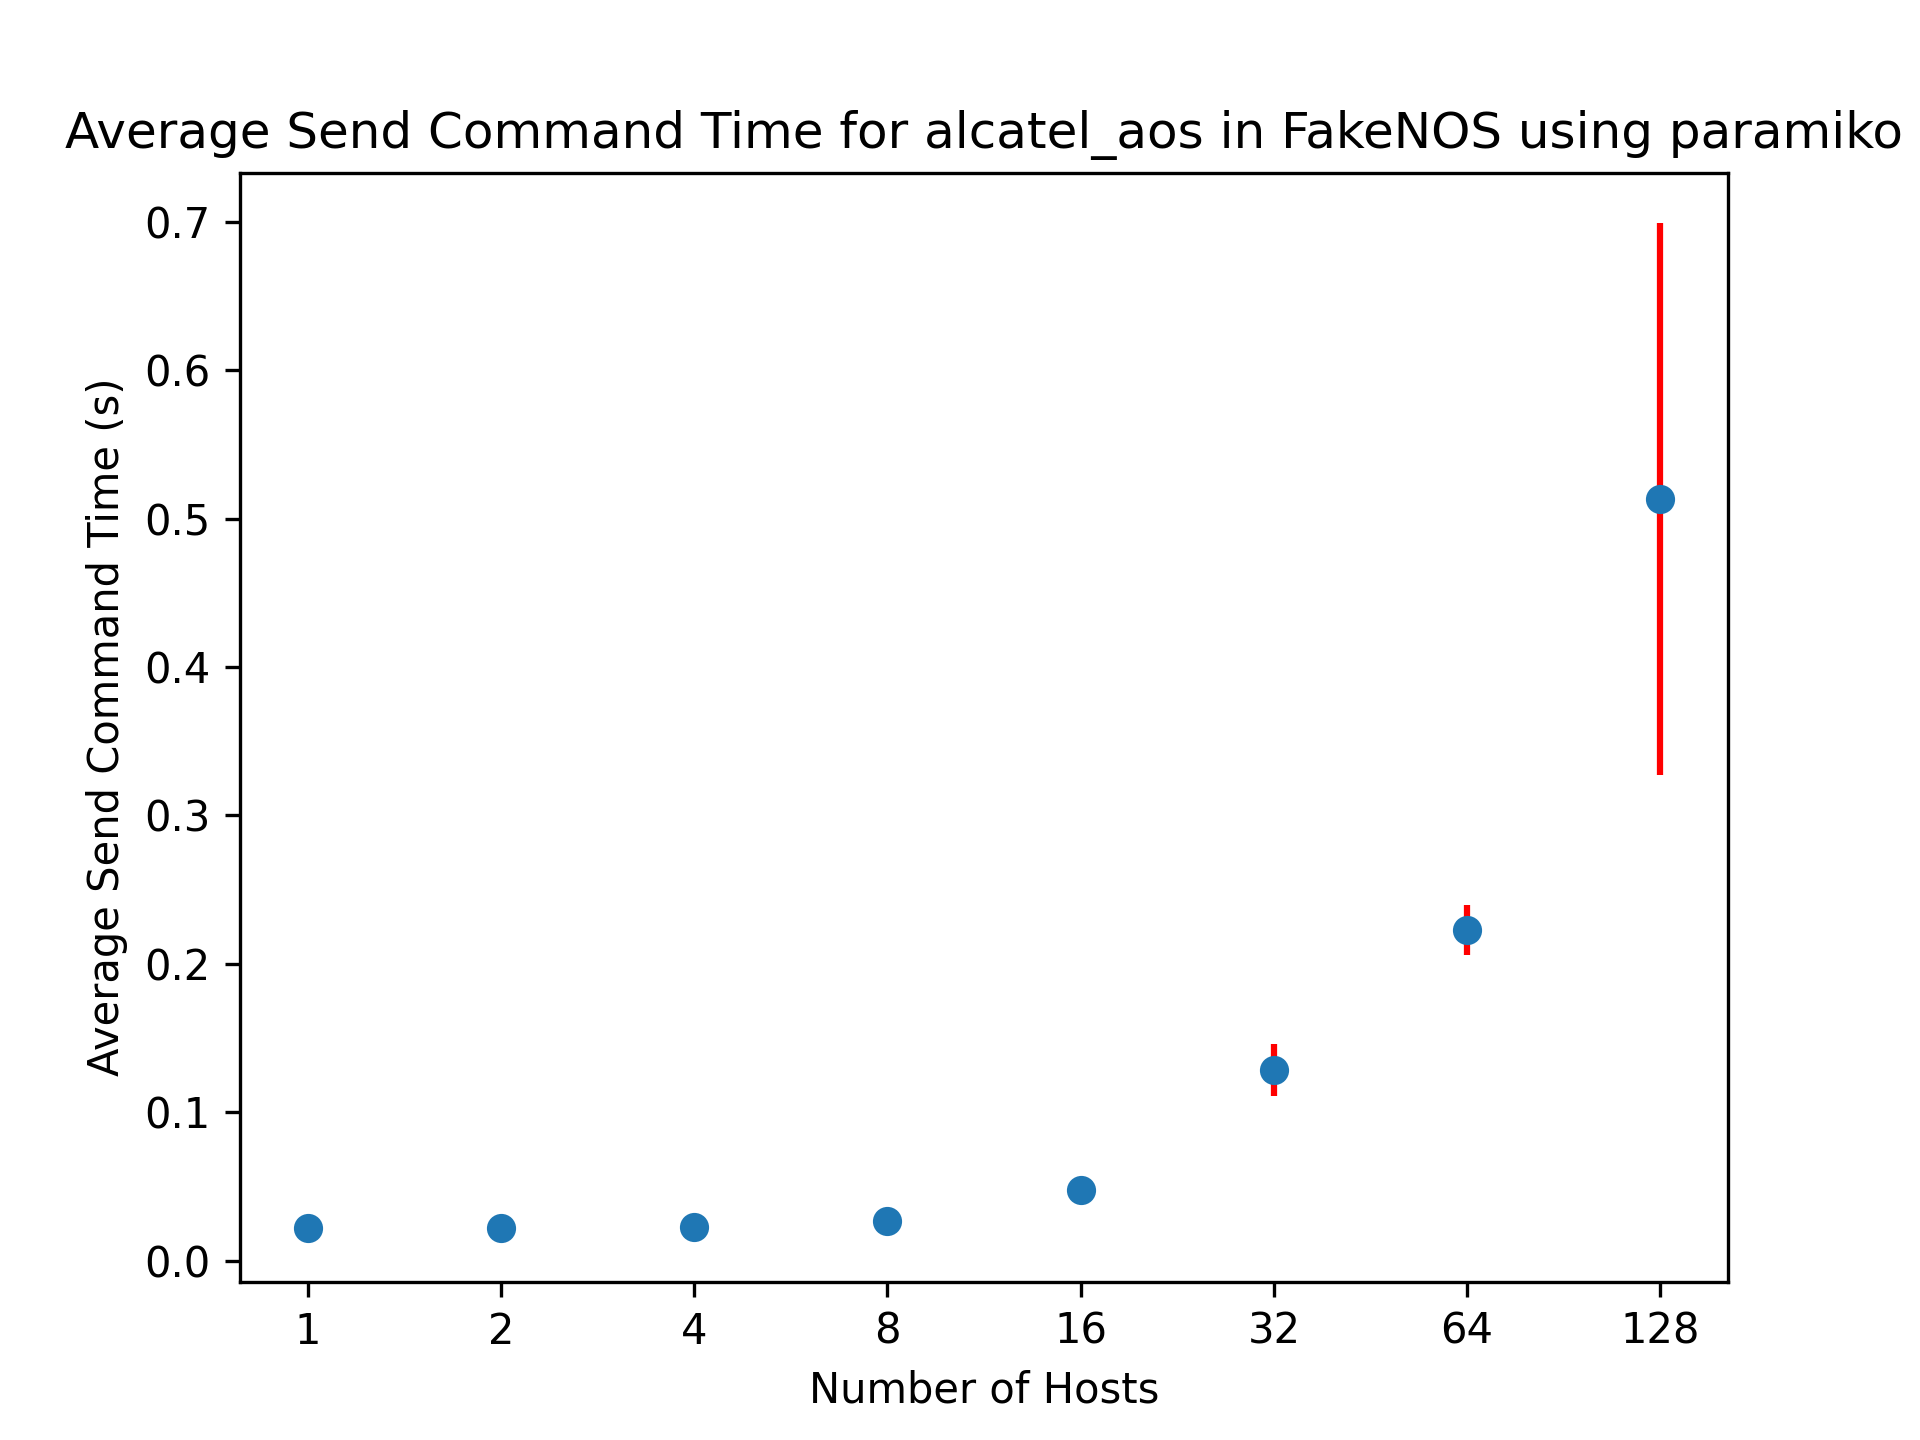 Average Send Command Time for alcatel_aos in FakeNOS using paramiko
Average Send Command Time (s)
0.7
0.6
0.5
0.4
0.3
0.2
0.1
0.0
1 2 4 8 16 32 64 128
Number of Hosts